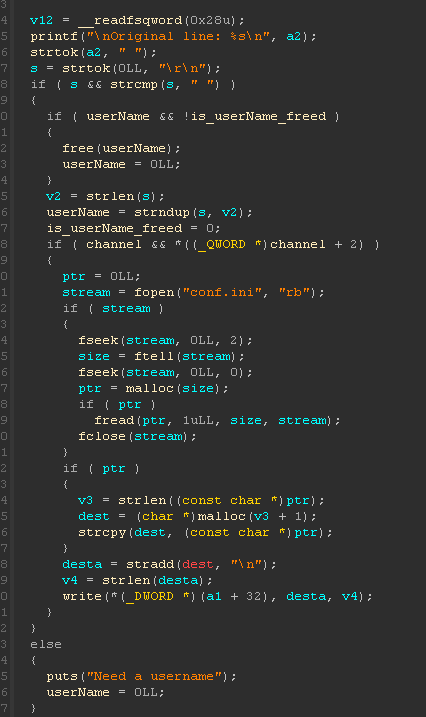 3
4 v12 = __readfsqword(0x28u);
5 printf("\nOriginal line: %s\n", a2);
6 strtok(a2, " ");
7 s = strtok(0LL, "\r\n");
8 if ( s && strcmp(s, " ") )
9 {
0 if ( userName && !is_userName_freed )
1 {
2 free(userName);
3 userName = 0LL;
4 }
5 v2 = strlen(s);
6 userName = strndup(s, v2);
7 is_userName_freed = 0;
8 if ( channel && *((_QWORD *)channel + 2) )
9 {
0 ptr = 0LL;
1 stream = fopen("conf.ini", "rb");
2 if ( stream )
3 {
4 fseek(stream, 0LL, 2);
5 size = ftell(stream);
6 fseek(stream, 0LL, 0);
7 ptr = malloc(size);
8 if ( ptr )
9 fread(ptr, 1uLL, size, stream);
0 fclose(stream);
1 }
2 if ( ptr )
3 {
4 v3 = strlen((const char *)ptr);
5 dest = (char *)malloc(v3 + 1);
6 strcpy(dest, (const char *)ptr);
7 }
8 desta = stradd(dest, "\n");
9 v4 = strlen(desta);
0 write(*(_DWORD *)(a1 + 32), desta, v4);
1 }
2 }
3 else
4 {
5 puts("Need a username");
6 userName = 0LL;
7 }